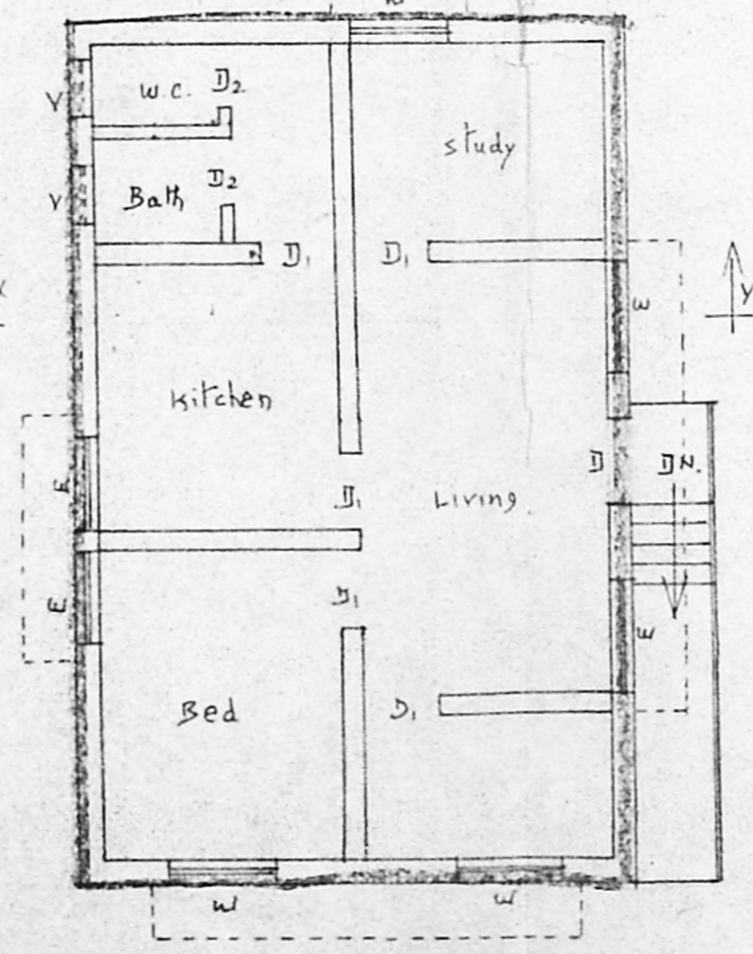 W.C. D2
V
study
Bath D2
V
D1 D1
W
Y
Kitchen
D DN.
D1 Living
W
D1
W
W
Bed D1
W W